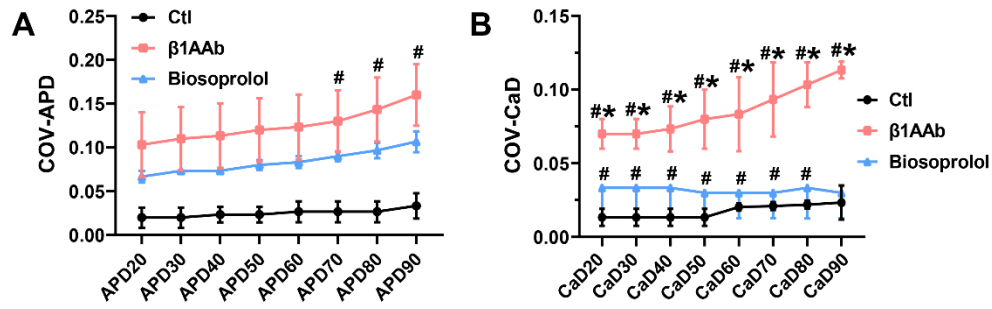 A
COV-APD
0.25
0.20
0.15
0.10
0.05
0.00
Ctl
β1AAb
Biosoprolol
# # #
APD20 APD30 APD40 APD50 APD60 APD70 APD80 APD90
B
COV-CaD
0.15
0.10
0.05
0.00
#* #* #* #* #* #* #* #*
# # # # # # #
Ctl
β1AAb
Biosoprolol
CaD20 CaD30 CaD40 CaD50 CaD60 CaD70 CaD80 CaD90